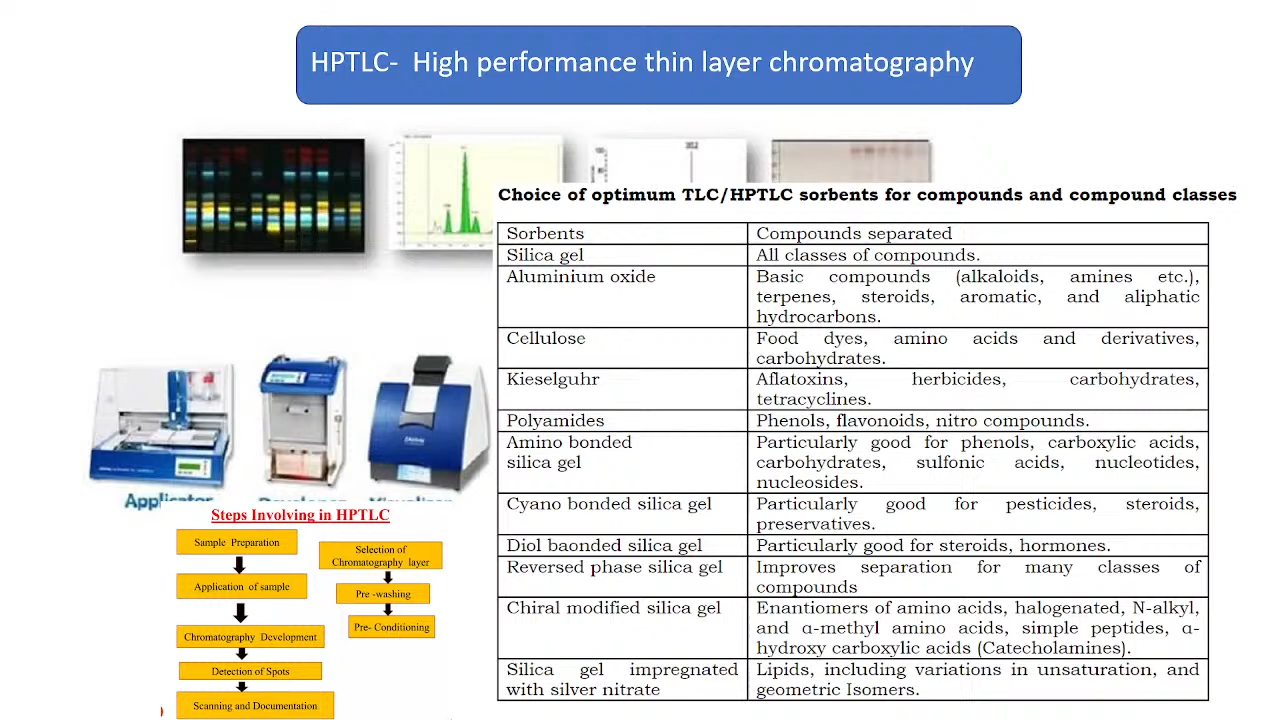 HPTLC-  High performance thin layer chromatography
Choice of optimum TLC/HPTLC sorbents for compounds and compound classes
Sorbents Compounds separated
Silica gel All classes of compounds.
Aluminium oxide Basic compounds (alkaloids, amines etc.),
terpenes, steroids, aromatic, and aliphatic
hydrocarbons.
Cellulose Food dyes, amino acids and derivatives,
carbohydrates.
Kieselguhr Aflatoxins, herbicides, carbohydrates,
tetracyclines.
Polyamides Phenols, flavonoids, nitro compounds.
Amino bonded Particularly good for phenols, carboxylic acids,
silica gel carbohydrates, sulfonic acids, nucleotides,
nucleosides.
Cyano bonded silica gel Particularly good for pesticides, steroids,
preservatives.
Diol baonded silica gel Particularly good for steroids, hormones.
Reversed phase silica gel Improves separation for many classes of
compounds
Chiral modified silica gel Enantiomers of amino acids, halogenated, N-alkyl,
and α-methyl amino acids, simple peptides, α-
hydroxy carboxylic acids (Catecholamines).
Silica gel impregnated Lipids, including variations in unsaturation, and
with silver nitrate geometric Isomers.
Applicator
Steps Involving in HPTLC
Sample Preparation
Application of sample
Chromatography Development
Detection of Spots
Scanning and Documentation
Selection of
Chromatography layer
Pre -washing
Pre- Conditioning